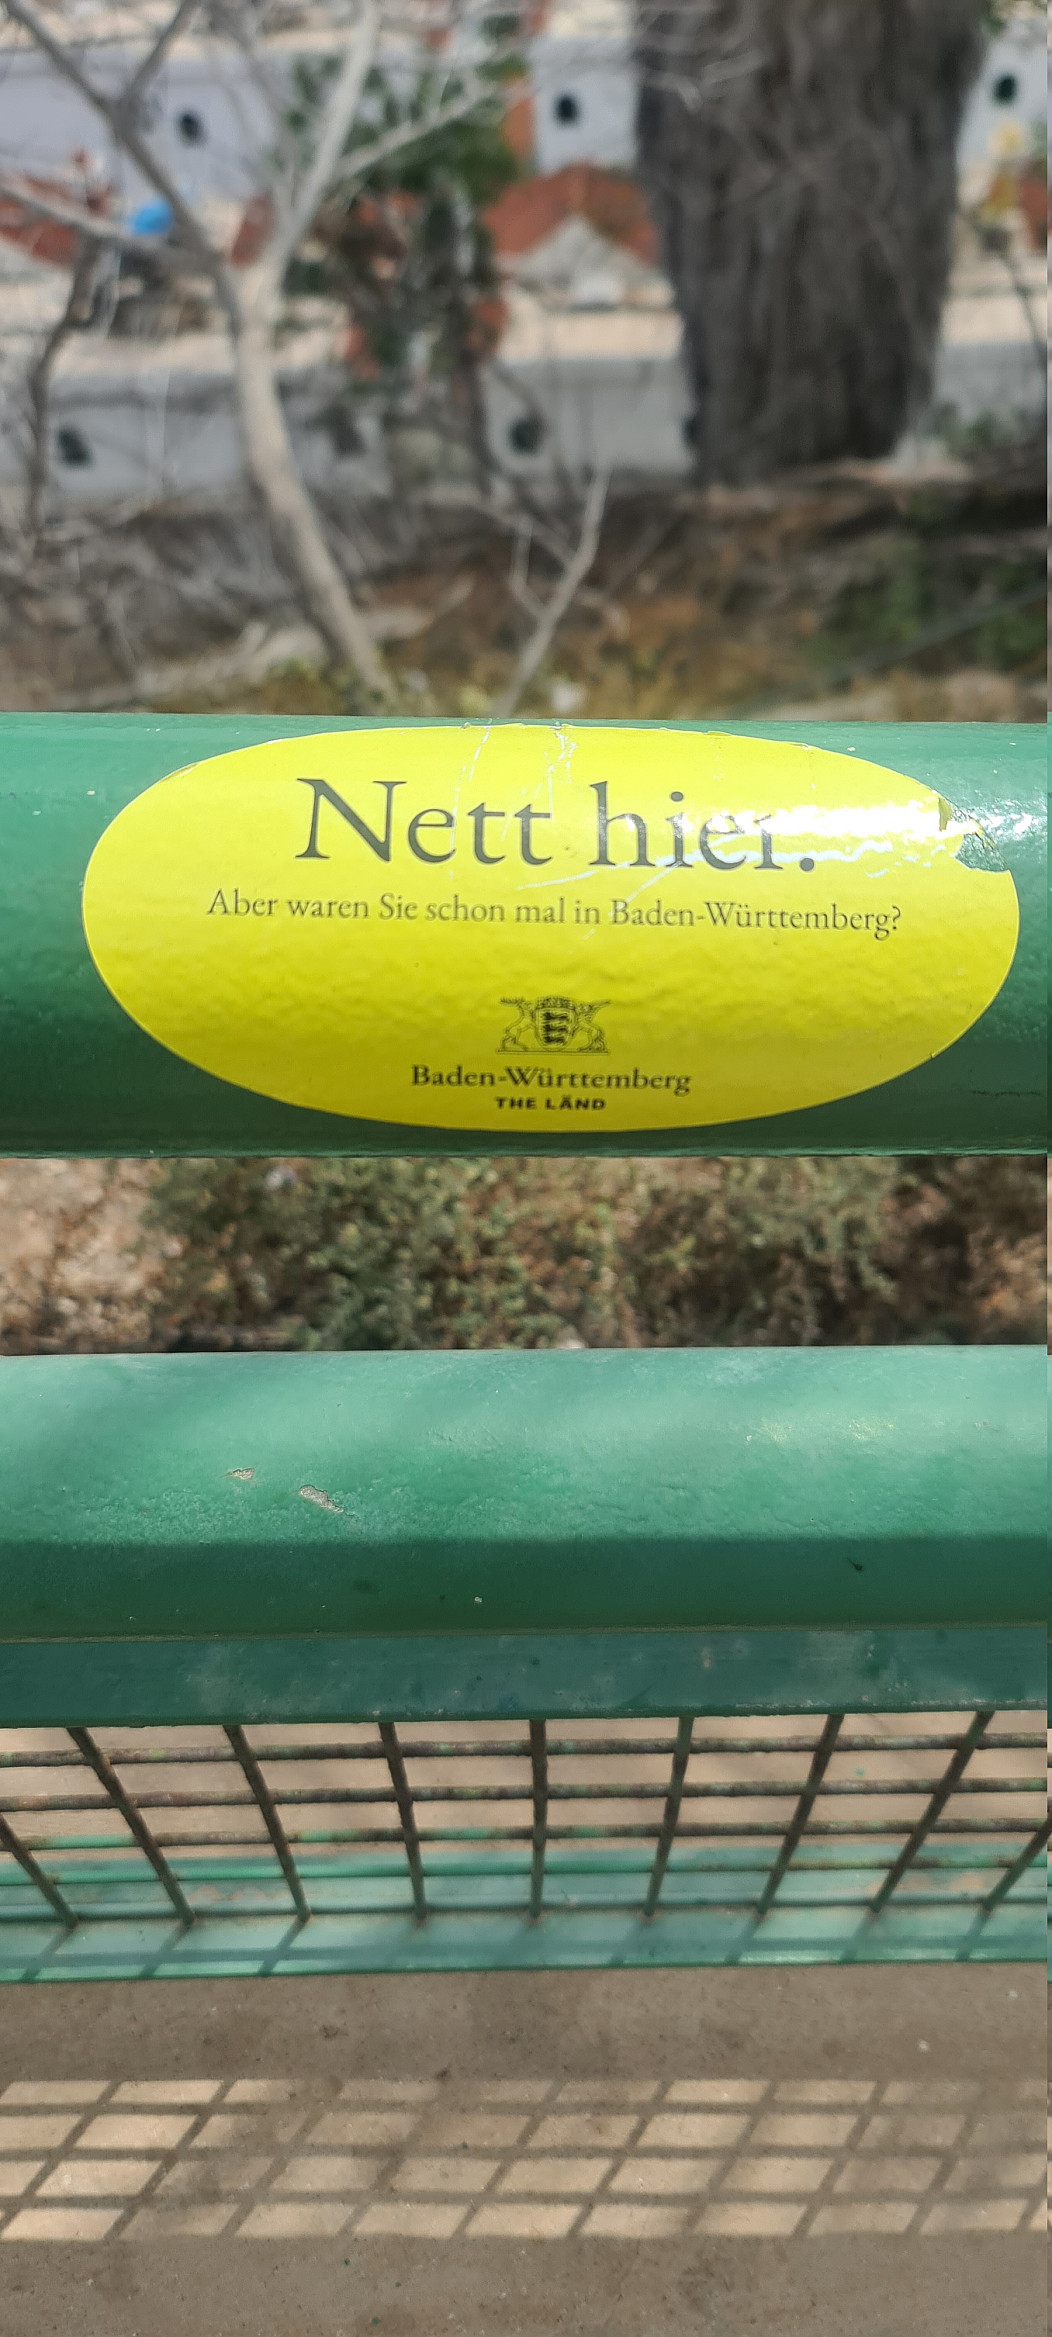 Nett hier.
Aber waren Sie schon mal in Baden-Württemberg?
Baden-Württemberg
THE LÄND